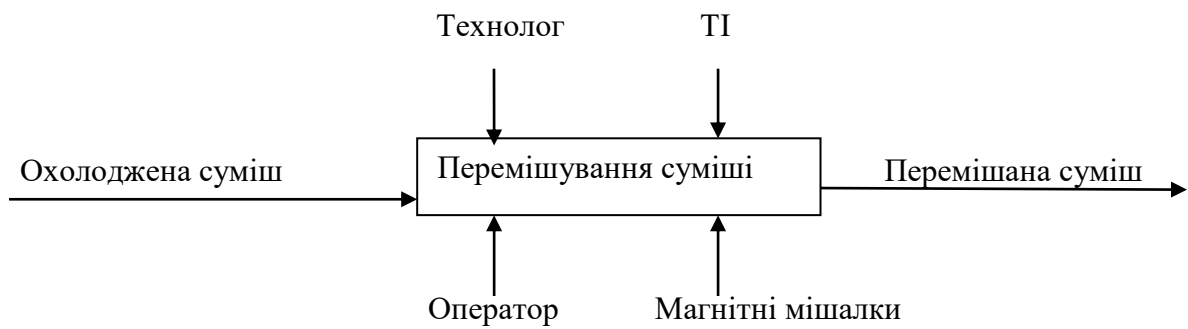 Технолог ТІ
Охолоджена суміш Перемішування суміші Перемішана суміш
Оператор Магнітні мішалки